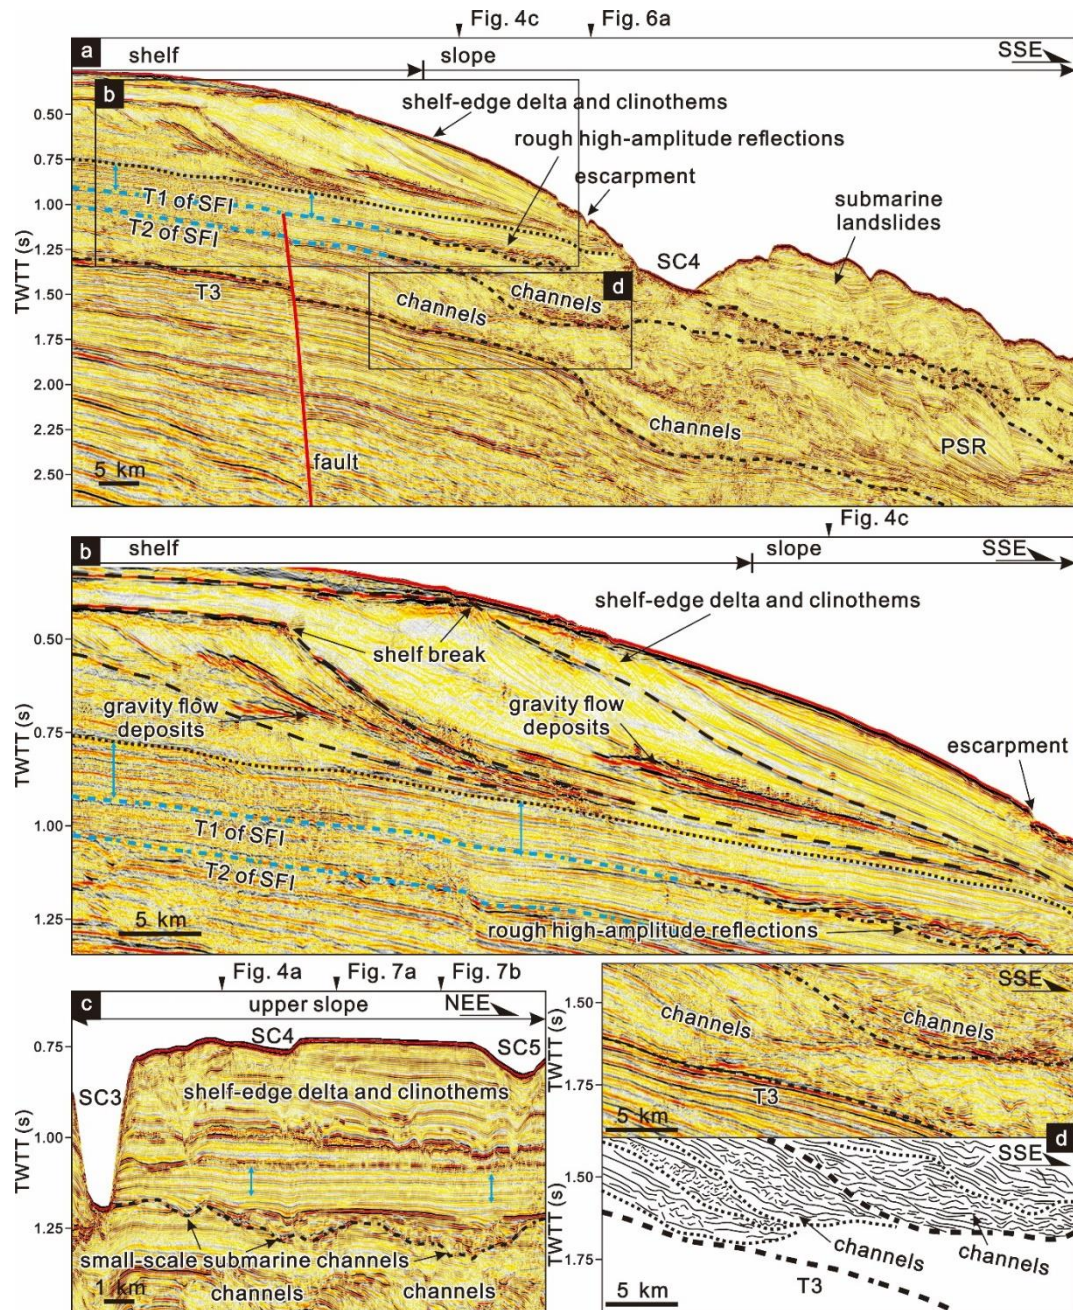 Fig. 4c
Fig. 6a
a
shelf
slope
SSE
b
shelf-edge delta and clinothems
rough high-amplitude reflections
escarpment
submarine
landslides
SC4
T1 of SFI
T2 of SFI
T3
channels
channels
d
channels
PSR
fault
5 km
TWTT (s)
0.50
0.75
1.00
1.25
1.50
1.75
2.00
2.25
2.50
Fig. 4c
b
shelf
slope
SSE
shelf-edge delta and clinothems
shelf break
gravity flow
deposits
gravity flow
deposits
escarpment
T1 of SFI
T2 of SFI
rough high-amplitude reflections
5 km
TWTT (s)
0.50
0.75
1.00
1.25
Fig. 4a
Fig. 7a
Fig. 7b
c
upper slope
NEE
SC4
SC5
SC3
shelf-edge delta and clinothems
small-scale submarine channels
channels
channels
1 km
TWTT (s)
0.75
1.00
1.25
SSE
channels
channels
T3
5 km
TWTT (s)
1.50
1.75
d
SSE
channels
channels
T3
5 km
TWTT (s)
1.50
1.75